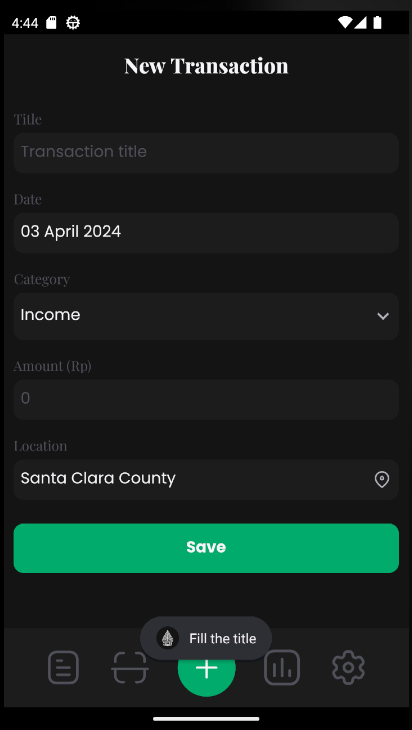 4:44
New Transaction
Title
Transaction title
Date
03 April 2024
Category
Income
Amount (Rp)
0
Location
Santa Clara County
Save
Fill the title